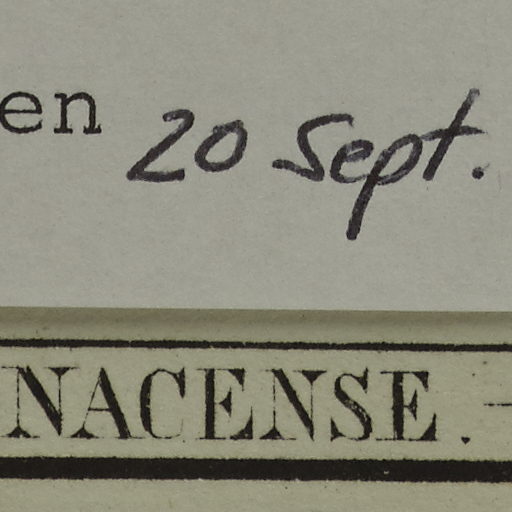 en 20 Sept.
NACENSE. -